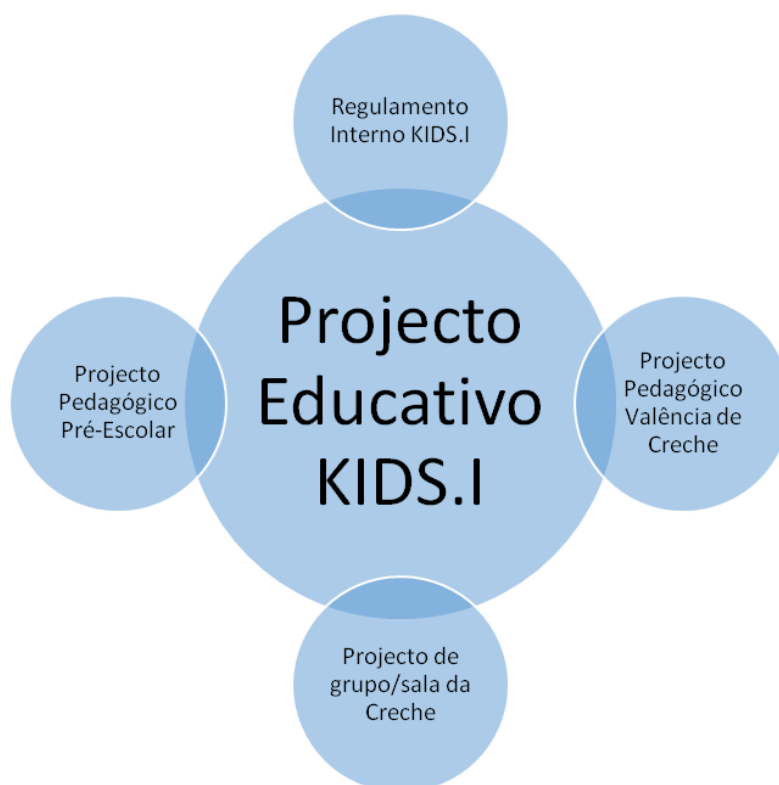 Regulamento
Interno KIDS.I
Projecto
Educativo
KIDS.I
Projecto
Pedagógico
Pré-Escolar
Projecto
Pedagógico
Valência de
Creche
Projecto de
grupo/sala da
Creche